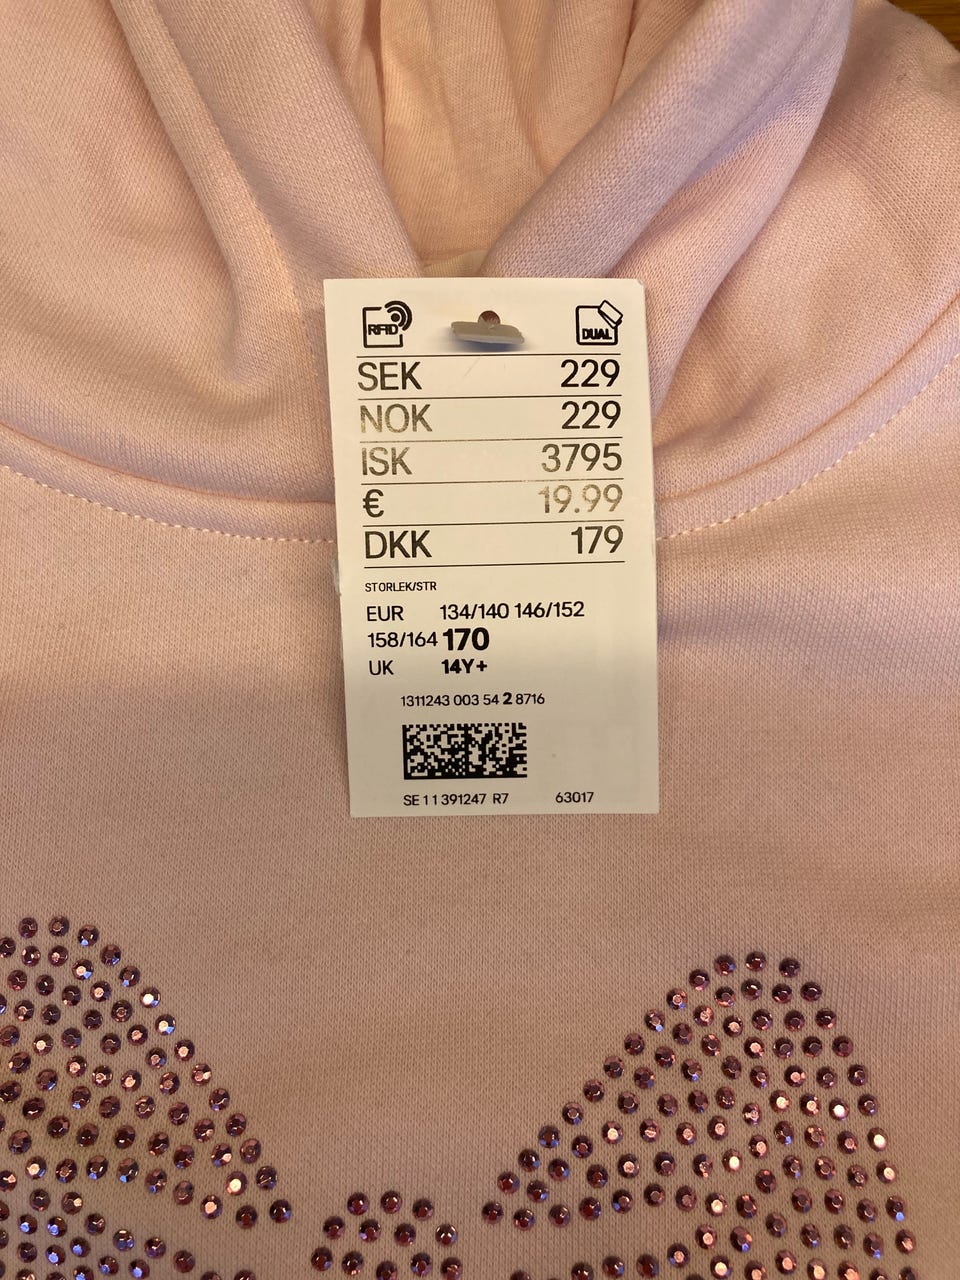 RFID DUAL
SEK 229
NOK 229
ISK 3795
€ 19.99
DKK 179
STORLEK/STR
EUR 134/140 146/152
158/164 170
UK 14Y+
1311243 003 54 2 8716
SE 1 1 391247 R7 63017